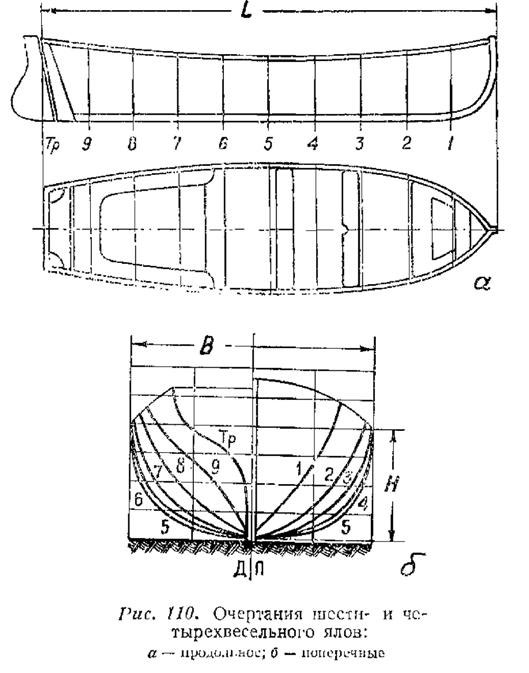 L
Тр 9 8 7 6 5 4 3 2 1
а
В
Тр
8 9 1 2 3
7 4
6 5 5
Н
Д П
б
Рис. 110. Очертания шести- и че-
тырехвесельного ялов:
а — продольное; б — поперечные